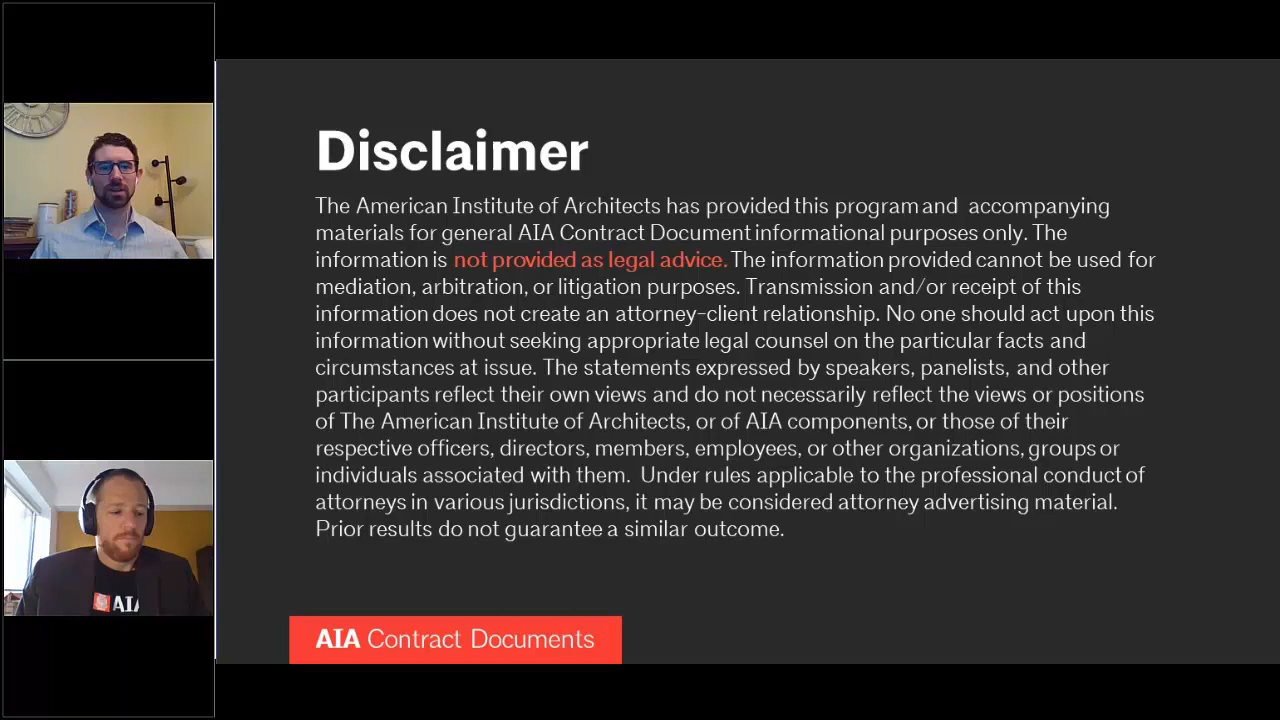 Disclaimer
The American Institute of Architects has provided this program and accompanying
materials for general AIA Contract Document informational purposes only. The
information is not provided as legal advice. The information provided cannot be used for
mediation, arbitration, or litigation purposes. Transmission and/or receipt of this
information does not create an attorney-client relationship. No one should act upon this
information without seeking appropriate legal counsel on the particular facts and
circumstances at issue. The statements expressed by speakers, panelists, and other
participants reflect their own views and do not necessarily reflect the views or positions
of The American Institute of Architects, or of AIA components, or those of their
respective officers, directors, members, employees, or other organizations, groups or
individuals associated with them. Under rules applicable to the professional conduct of
attorneys in various jurisdictions, it may be considered attorney advertising material.
Prior results do not guarantee a similar outcome.
AIA Contract Documents
AIA